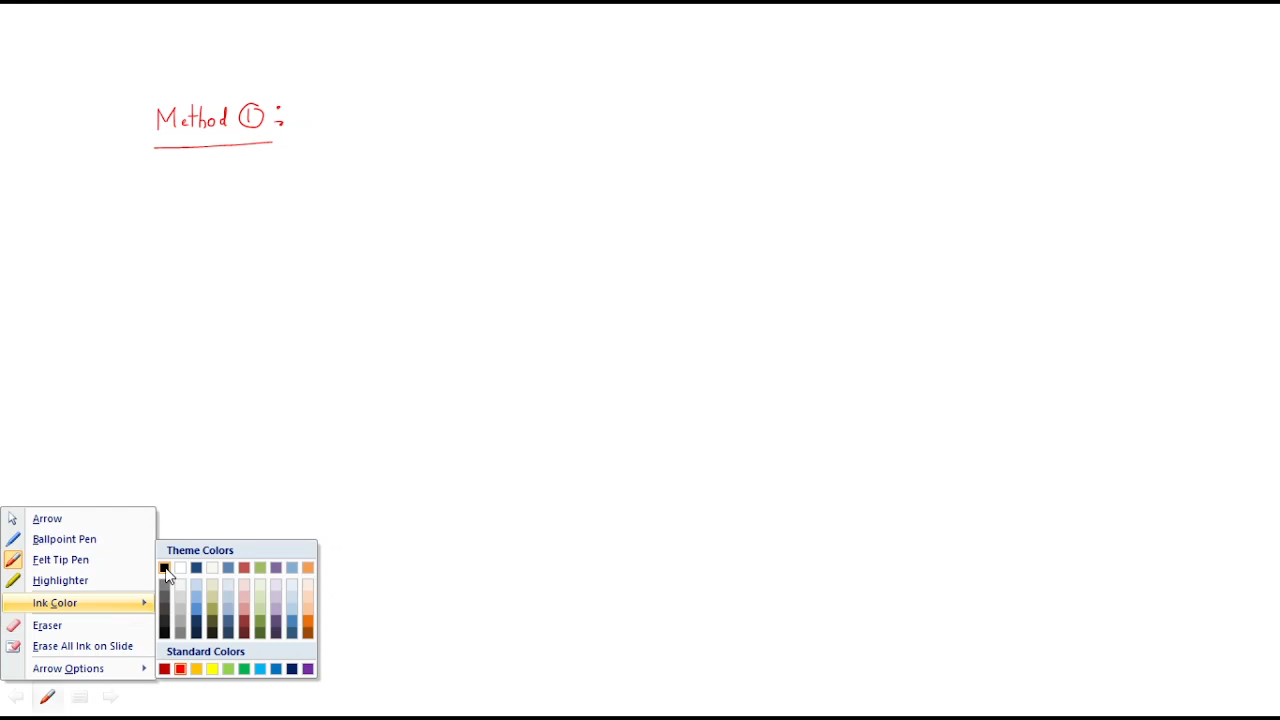 Method ① :
Arrow
Ballpoint Pen
Felt Tip Pen
Highlighter
Ink Color
Eraser
Erase All Ink on Slide
Arrow Options
Theme Colors
Standard Colors